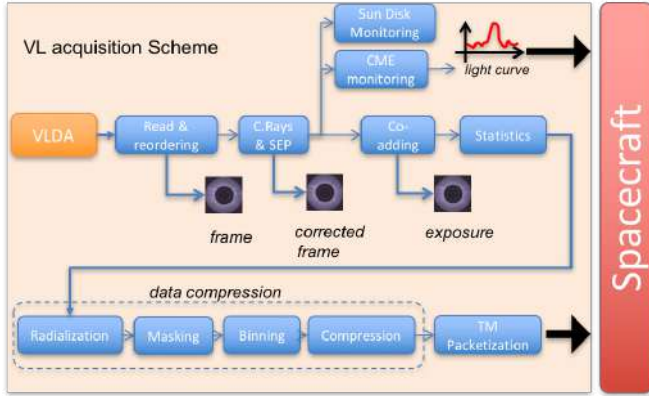 VL acquisition Scheme
Sun Disk
Monitoring
CME
monitoring
light curve
VLDA
Read &
reordering
C.Rays
& SEP
Co-
adding
Statistics
frame
corrected
frame
exposure
data compression
Radialization
Masking
Binning
Compression
TM
Packetization
Spacecraft